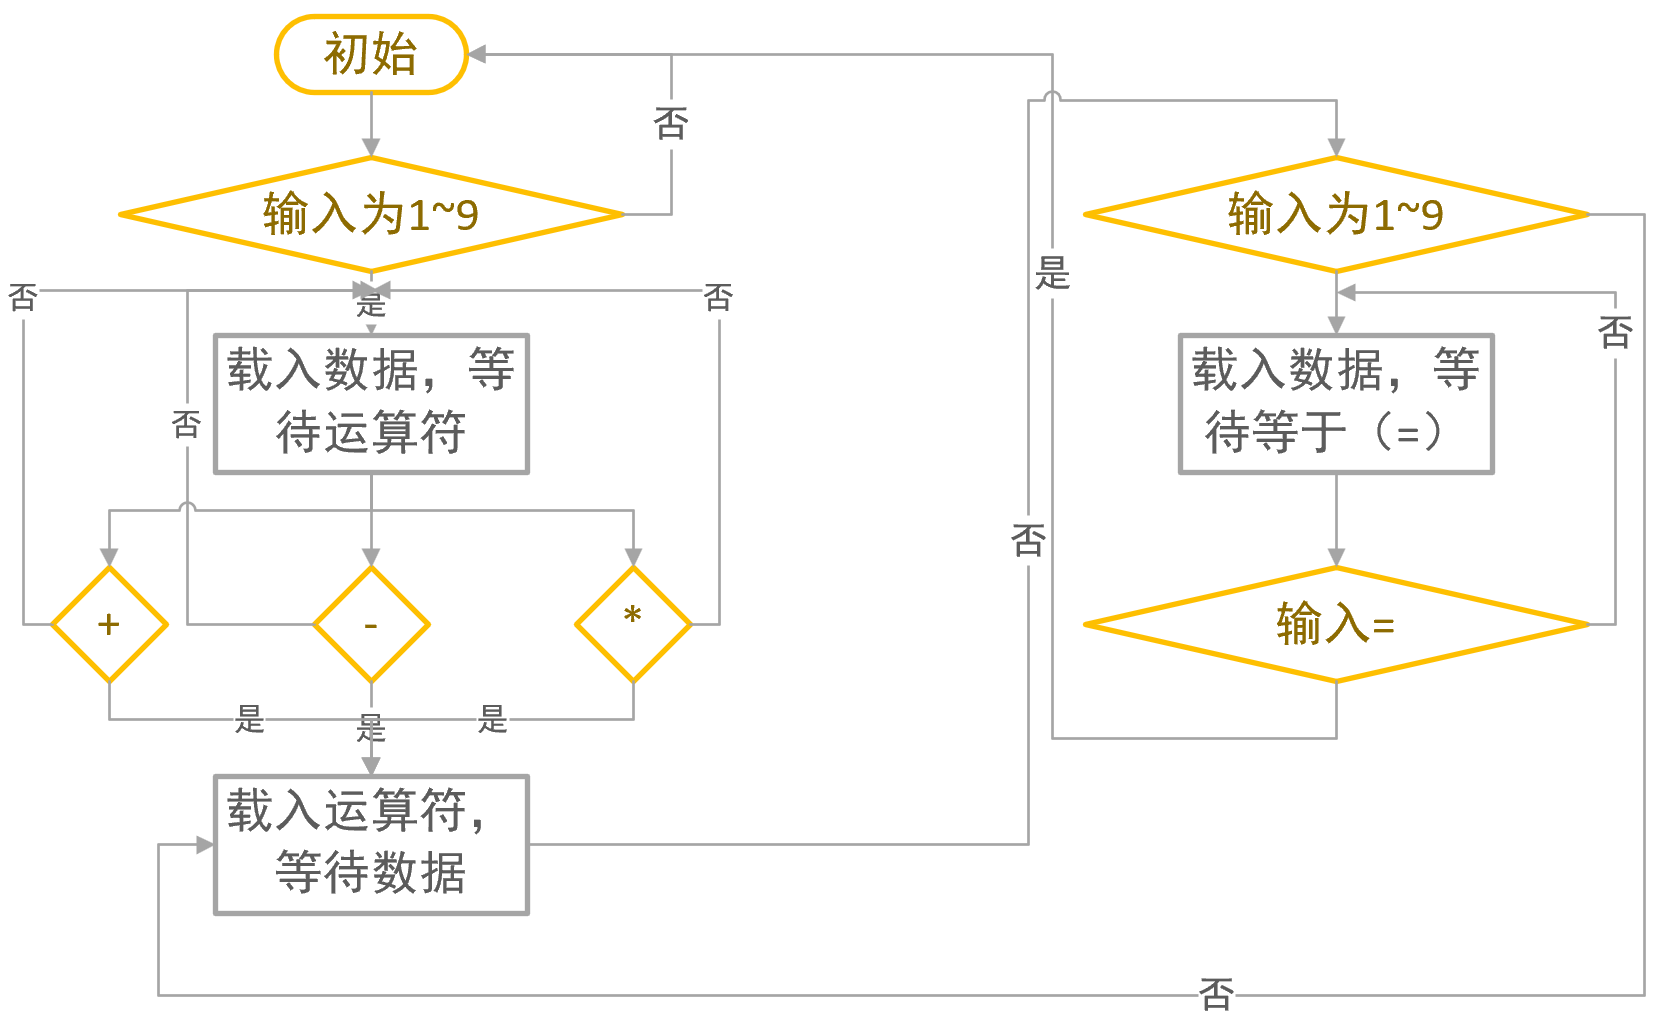 初始
否
输入为1~9
是
否
否
载入数据，等
待运算符
否
+
-
*
是
是
是
载入运算符，
等待数据
否
是
输入为1~9
否
载入数据，等
待等于（=）
输入=
否